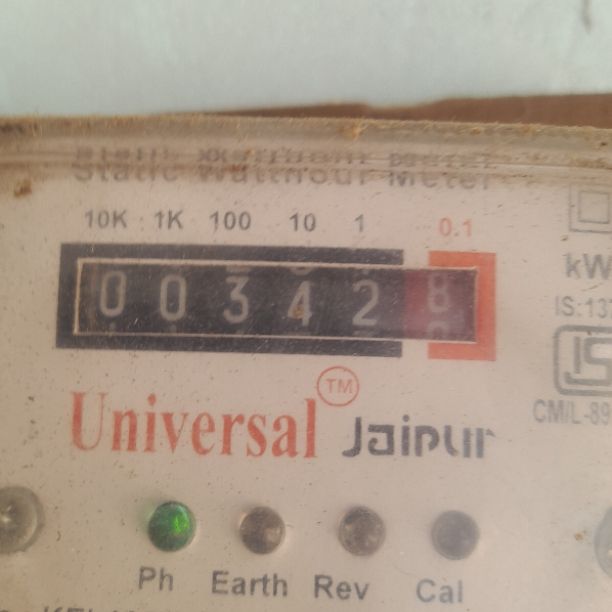 Static Watthour Meter
10K 1K 100 10 1 0.1
0 0 3 4 2 8
kW
IS:13
CM/L-89
Universal TM Jaipur
Ph Earth Rev Cal